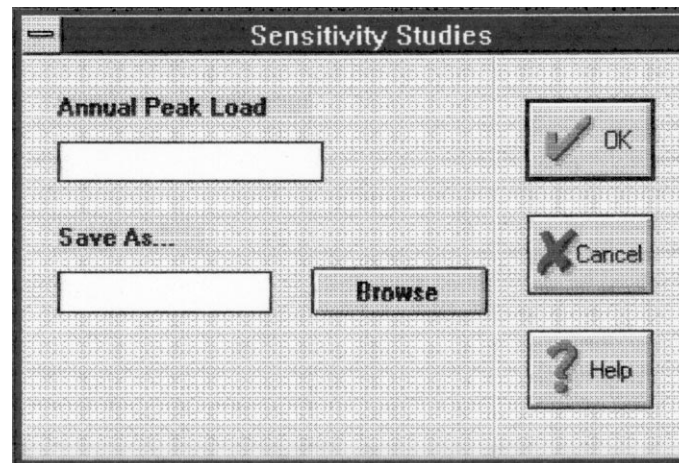 Sensitivity Studies
Annual Peak Load
OK
Save As...
Cancel
Browse
Help